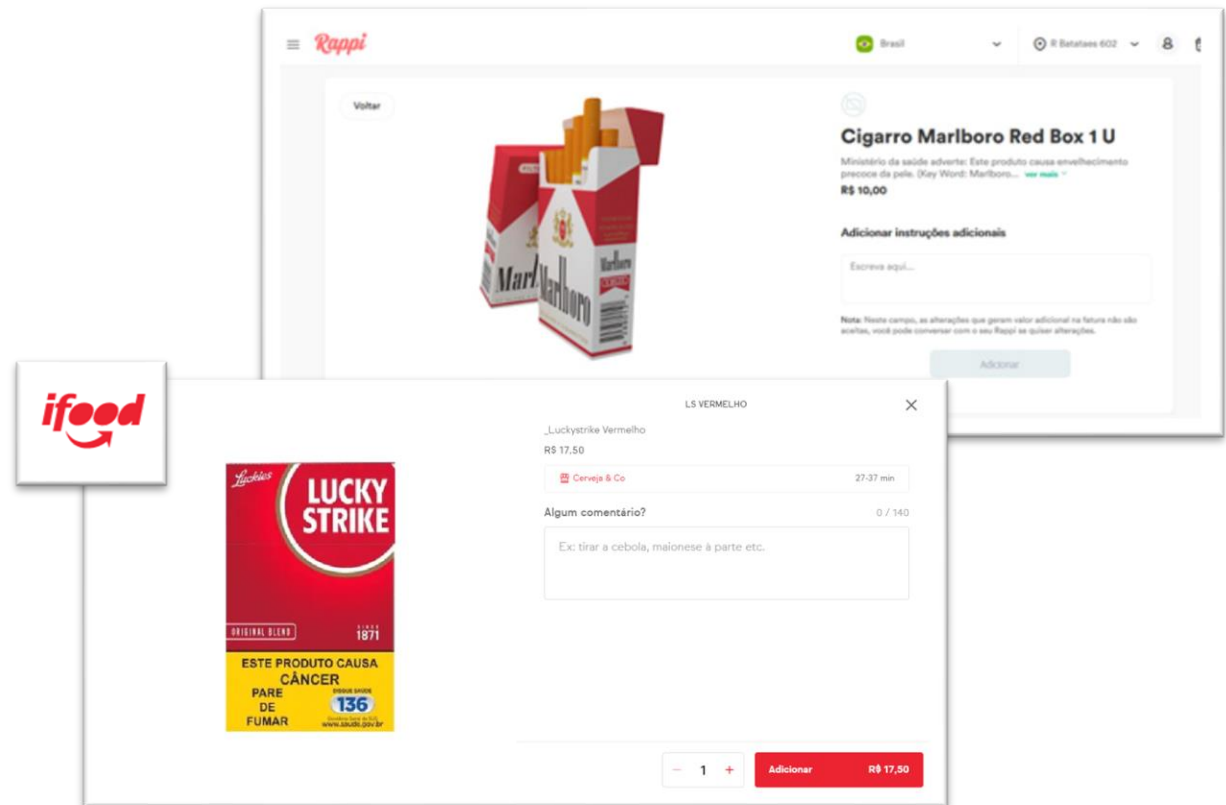 Rappi
Brasil
R Batataes 602
Voltar
Cigarro Marlboro Red Box 1 U
Ministério da saúde adverte: Este produto causa envelhecimento
precoce da pele. (Key Word: Marlboro... ver mais
R$ 10,00
Adicionar instruções adicionais
Escreva aqui...
Nota: Neste campo, as alterações que geram valor adicional na fatura não são
aceitas, você pode conversar com o seu Rappi se quiser alterações.
Adicionar
Marl
Marlboro
Marlboro
ifood
LS VERMELHO
_Luckystrike Vermelho
R$ 17,50
Cerveja & Co 27-37 min
Algum comentário? 0 / 140
Ex: tirar a cebola, maionese à parte etc.
Luckies
LUCKY
STRIKE
ORIGINAL BLEND
SINCE
1871
ESTE PRODUTO CAUSA
CÂNCER
PARE
DE
FUMAR
DISQUE SAÚDE
136
www.saude.gov.br
1
Adicionar R$ 17,50